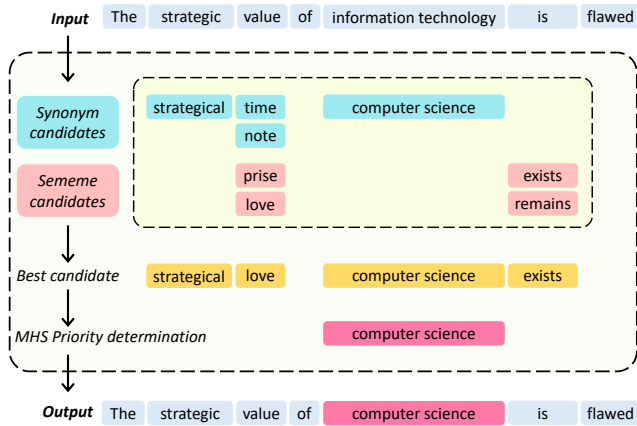 Input The strategic value of information technology is flawed
Synonym candidates strategical time computer science
note
Sememe candidates prise exists
love remains
Best candidate strategical love computer science exists
MHS Priority determination computer science
Output The strategic value of computer science is flawed